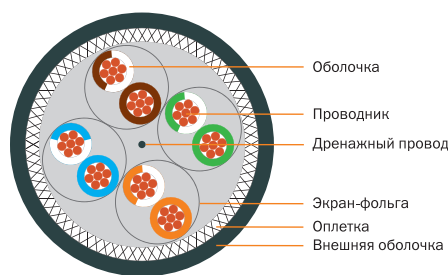 Оболочка
Проводник
Дренажный провод
Экран-фольга
Оплетка
Внешняя оболочка